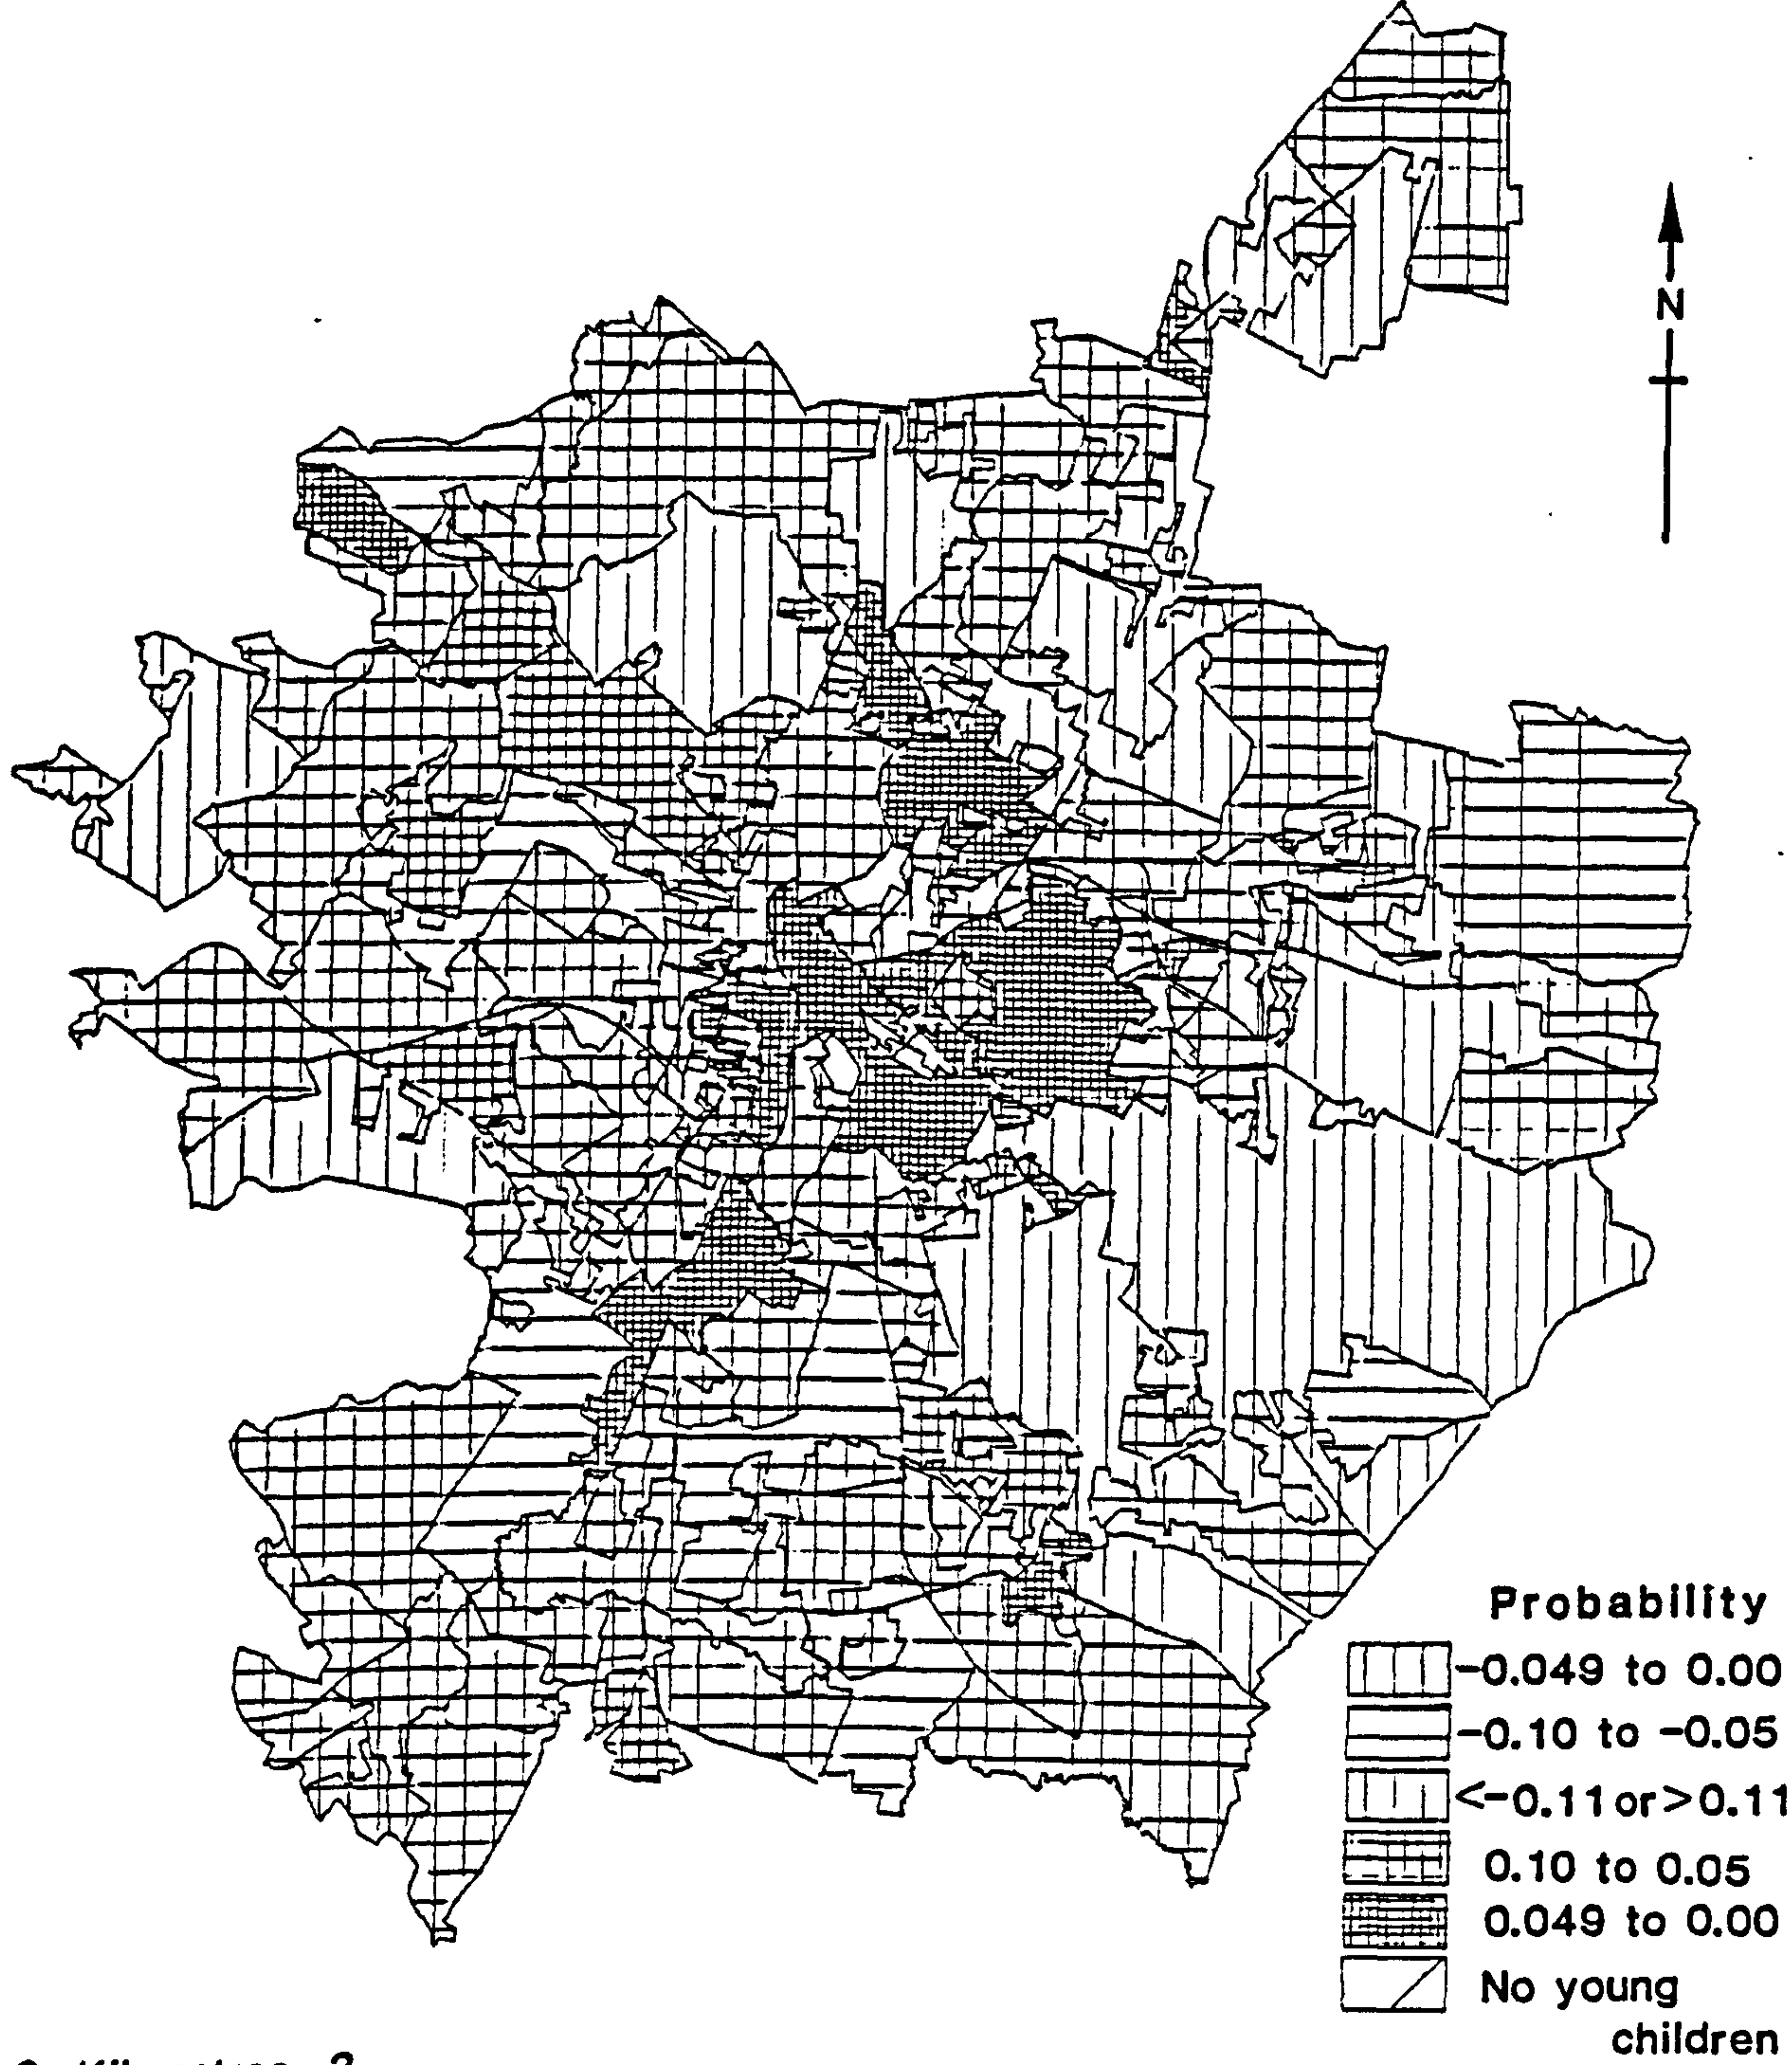 N
Probability
-0.049 to 0.00
-0.10 to -0.05
<-0.11 or >0.11
0.10 to 0.05
0.049 to 0.00
No young
children
2